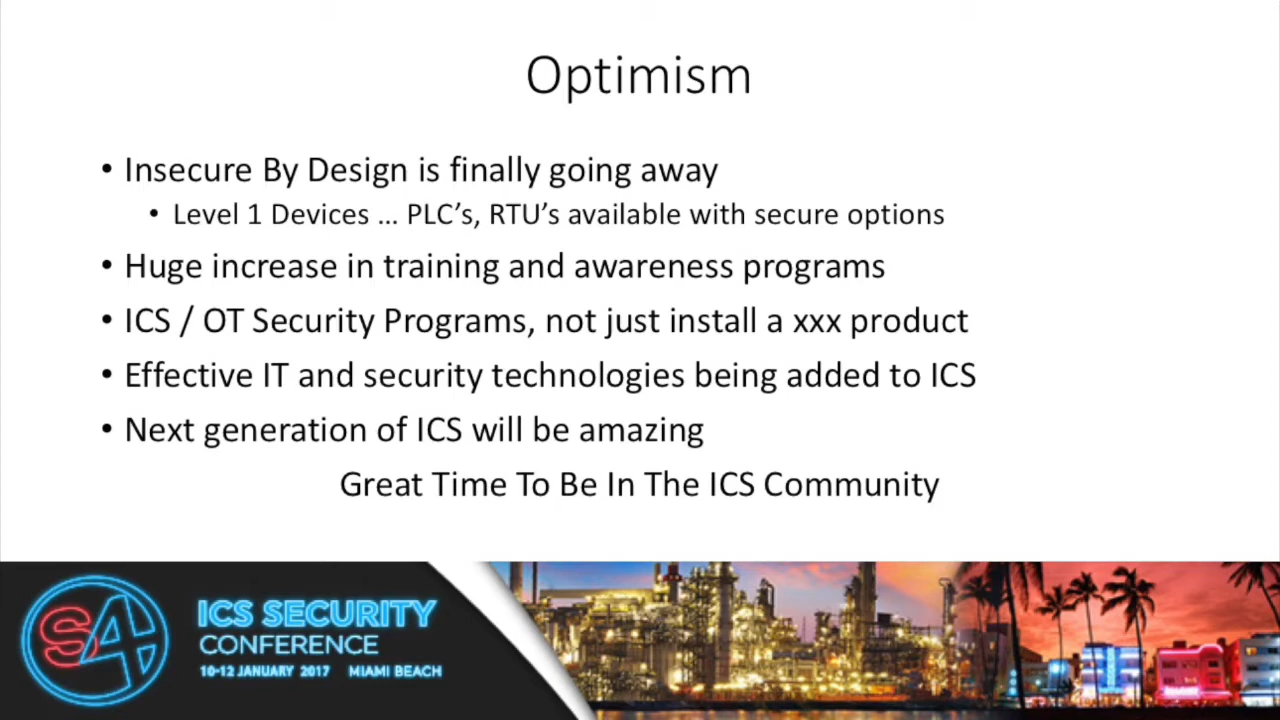 Optimism
• Insecure By Design is finally going away
• Level 1 Devices ... PLC’s, RTU’s available with secure options
• Huge increase in training and awareness programs
• ICS / OT Security Programs, not just install a xxx product
• Effective IT and security technologies being added to ICS
• Next generation of ICS will be amazing
Great Time To Be In The ICS Community
S4
ICS SECURITY
CONFERENCE
10-12 JANUARY 2017 MIAMI BEACH